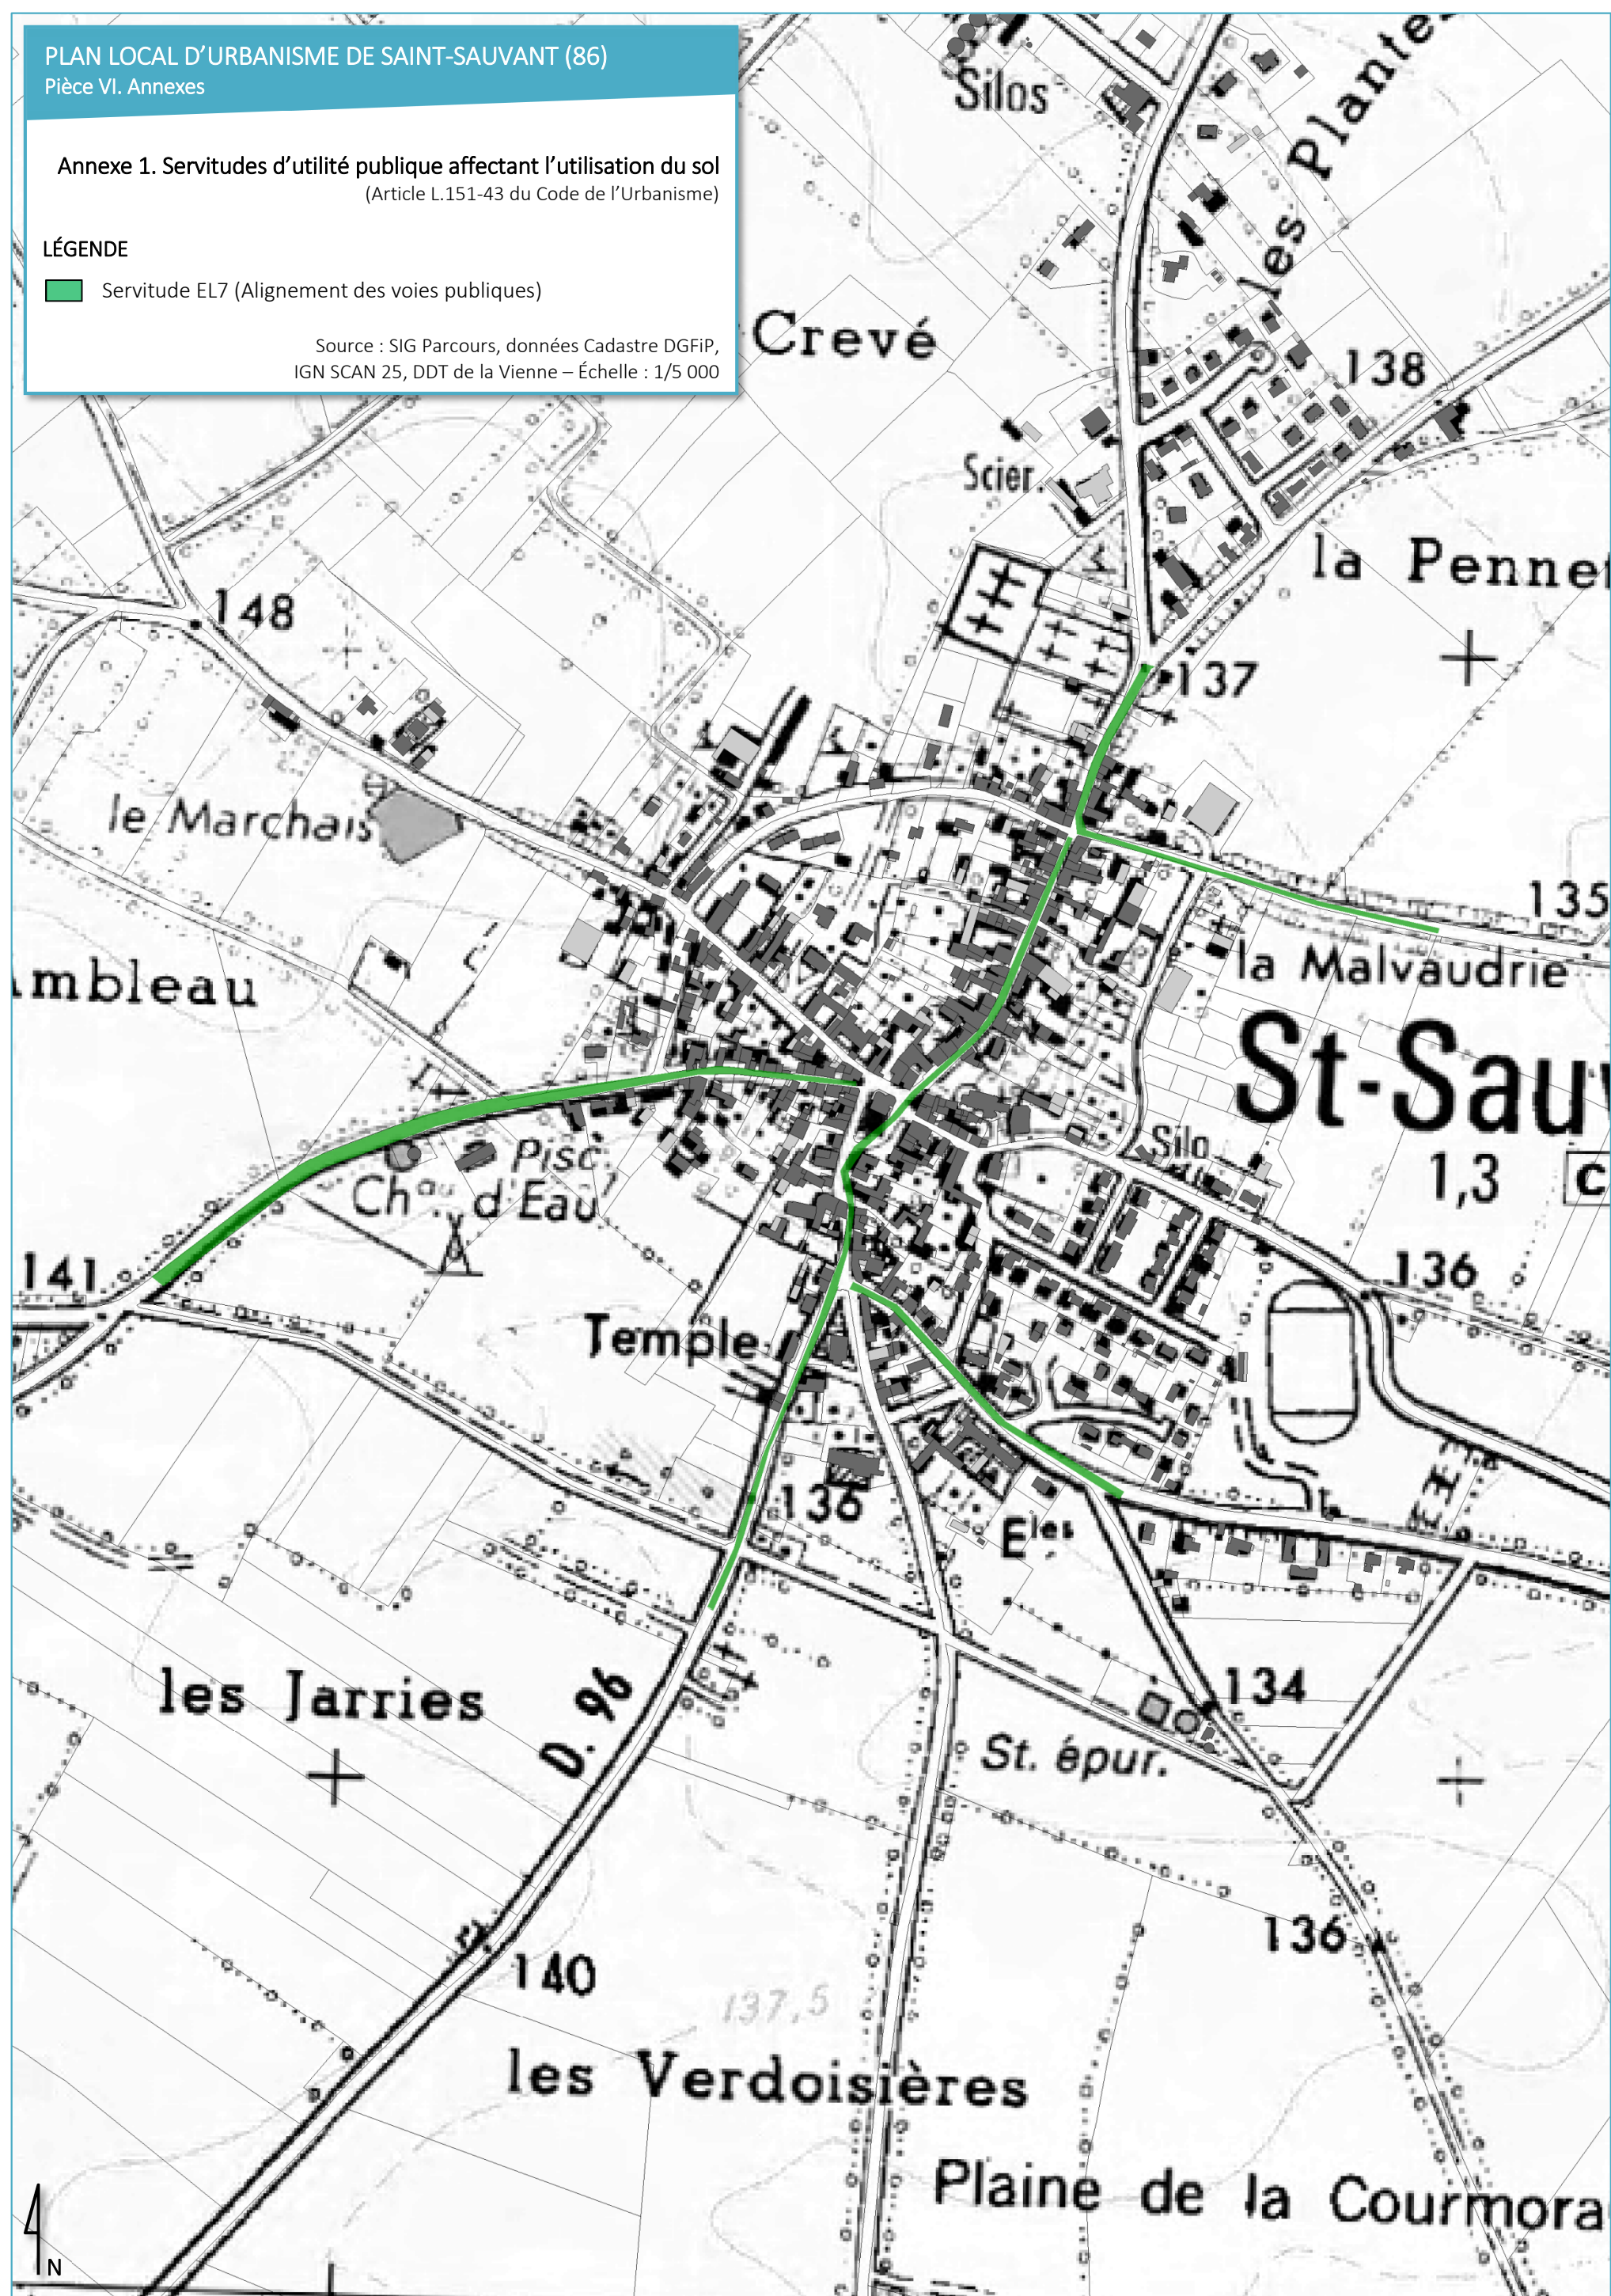 PLAN LOCAL D'URBANISME DE SAINT-SAUVANT (86)
Pièce VI. Annexes
Annexe 1. Servitudes d'utilité publique affectant l'utilisation du sol
(Article L.151-43 du Code de l'Urbanisme)
LÉGENDE
Servitude EL7 (Alignement des voies publiques)
Source : SIG Parcours, données Cadastre DGFiP,
IGN SCAN 25, DDT de la Vienne – Échelle : 1/5 000
Silos
les Plante
Crevé
138
Scier.
la Penne
148
137
le Marchais
135
la Malvaudrie
mbleau
St-Sau
Silo
1,3
C
Pisc.
Chau d'Eau
141
136
Temple
136
Eles
134
les Jarries
D. 96
St. épur.
136
140
137,5
les Verdoisières
Plaine de la Courmora
N